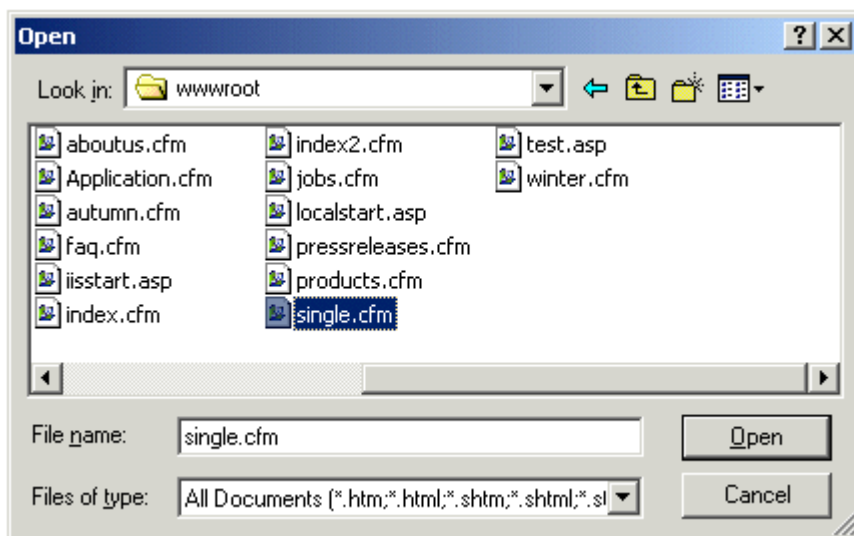 Open
Look in: wwwroot
aboutus.cfm
Application.cfm
autumn.cfm
faq.cfm
iisstart.asp
index.cfm
index2.cfm
jobs.cfm
localstart.asp
pressreleases.cfm
products.cfm
single.cfm
test.asp
winter.cfm
File name: single.cfm
Open
Files of type: All Documents (*.htm;*.html;*.shtm;*.shtml;*.sl
Cancel